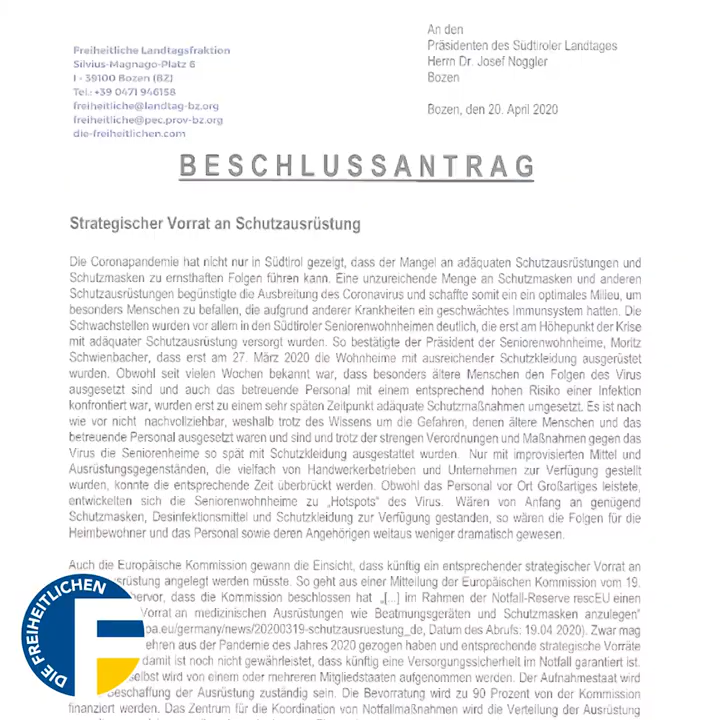 Freiheitliche Landtagsfraktion
Silvius-Magnago-Platz 6
I - 39100 Bozen (BZ)
Tel.: +39 0471 946158
freiheitliche@landtag-bz.org
freiheitliche@pec.prov-bz.org
die-freiheitlichen.com
An den
Präsidenten des Südtiroler Landtages
Herrn Dr. Josef Noggler
Bozen
Bozen, den 20. April 2020
BESCHLUSSANTRAG
Strategischer Vorrat an Schutzausrüstung
Die Coronapandemie hat nicht nur in Südtirol gezeigt, dass der Mangel an adäquaten Schutzausrüstungen und
Schutzmasken zu ernsthaften Folgen führen kann. Eine unzureichende Menge an Schutzmasken und anderen
Schutzausrüstungen begünstigte die Ausbreitung des Coronavirus und schaffte somit ein ein optimales Milieu, um
besonders Menschen zu befallen, die aufgrund anderer Krankheiten ein geschwächtes Immunsystem hatten. Die
Schwachstellen wurden vor allem in den Südtiroler Seniorenwohnheimen deutlich, die erst am Höhepunkt der Krise
mit adäquater Schutzausrüstung versorgt wurden. So bestätigte der Präsident der Seniorenwohnheime, Moritz
Schwienbacher, dass erst am 27. März 2020 die Wohnheime mit ausreichender Schutzkleidung ausgerüstet
wurden. Obwohl seit vielen Wochen bekannt war, dass besonders ältere Menschen den Folgen des Virus
ausgesetzt sind und auch das betreuende Personal mit einem entsprechend hohen Risiko einer Infektion
konfrontiert war, wurden erst zu einem sehr späten Zeitpunkt adäquate Schutzmaßnahmen umgesetzt. Es ist nach
wie vor nicht nachvollziehbar, weshalb trotz des Wissens um die Gefahren, denen ältere Menschen und das
betreuende Personal ausgesetzt waren und sind und trotz der strengen Verordnungen und Maßnahmen gegen das
Virus die Seniorenheime so spät mit Schutzkleidung ausgestattet wurden. Nur mit improvisierten Mittel und
Ausrüstungsgegenständen, die vielfach von Handwerkerbetrieben und Unternehmen zur Verfügung gestellt
wurden, konnte die entsprechende Zeit überbrückt werden. Obwohl das Personal vor Ort Großartiges leistete,
entwickelten sich die Seniorenwohnheime zu „Hotspots" des Virus. Wären von Anfang an genügend
Schutzmasken, Desinfektionsmittel und Schutzkleidung zur Verfügung gestanden, so wären die Folgen für die
Heimbewohner und das Personal sowie deren Angehörigen weitaus weniger dramatisch gewesen.
Auch die Europäische Kommission gewann die Einsicht, dass künftig ein entsprechender strategischer Vorrat an
usrüstung angelegt werden müsste. So geht aus einer Mitteilung der Europäischen Kommission vom 19.
hervor, dass die Kommission beschlossen hat „[...] im Rahmen der Notfall-Reserve rescEU einen
Vorrat an medizinischen Ausrüstungen wie Beatmungsgeräten und Schutzmasken anzulegen"
pa.eu/germany/news/20200319-schutzausruestung_de, Datum des Abrufs: 19.04.2020). Zwar mag
ehren aus der Pandemie des Jahres 2020 gezogen haben und entsprechende strategische Vorräte
damit ist noch nicht gewährleistet, dass künftig eine Versorgungssicherheit im Notfall garantiert ist.
selbst wird von einem oder mehreren Mitgliedstaaten aufgenommen werden. Der Aufnahmestaat wird
Beschaffung der Ausrüstung zuständig sein. Die Bevorratung wird zu 90 Prozent von der Kommission
finanziert werden. Das Zentrum für die Koordination von Notfallmaßnahmen wird die Verteilung der Ausrüstung
DIE FREIHEITLICHEN
F